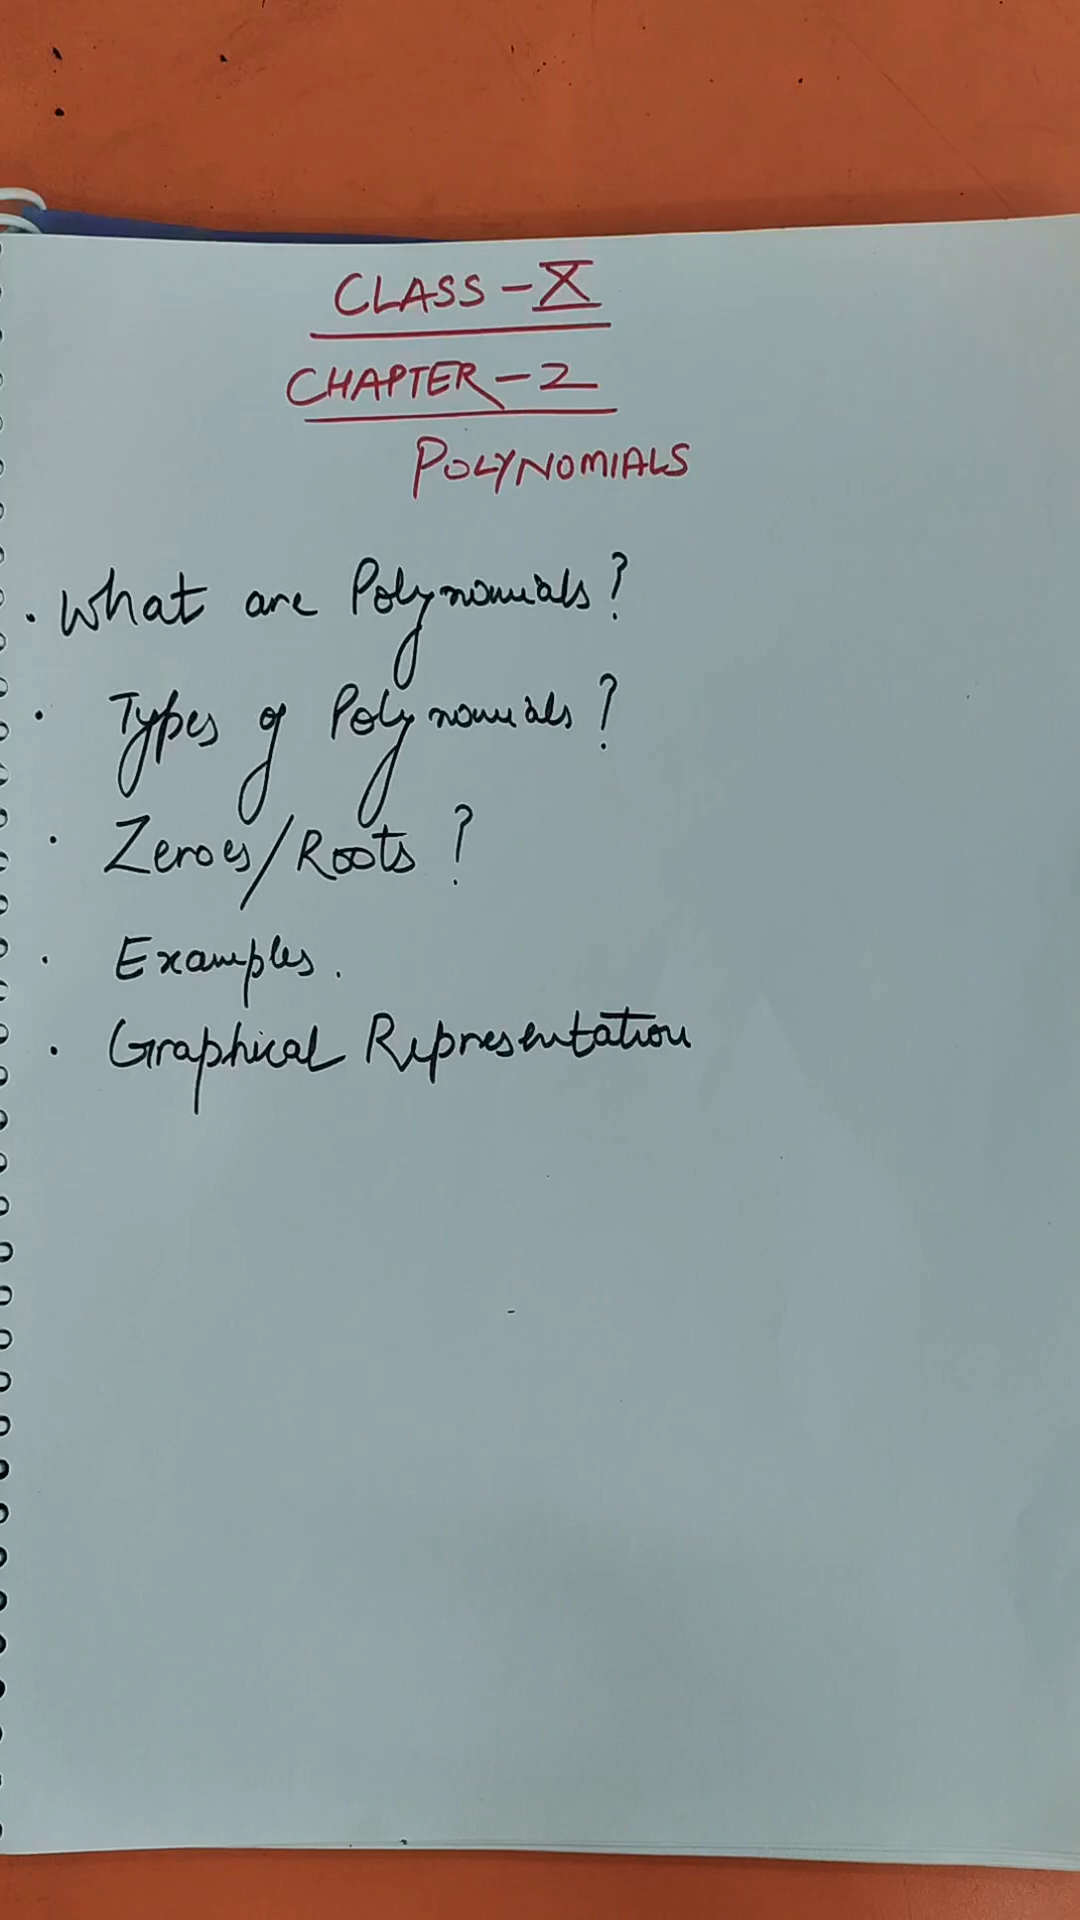 CLASS - X
CHAPTER - 2
POLYNOMIALS
. What are Polynomials?
. Types of Polynomials?
. Zeroes/Roots?
. Examples.
. Graphical Representation